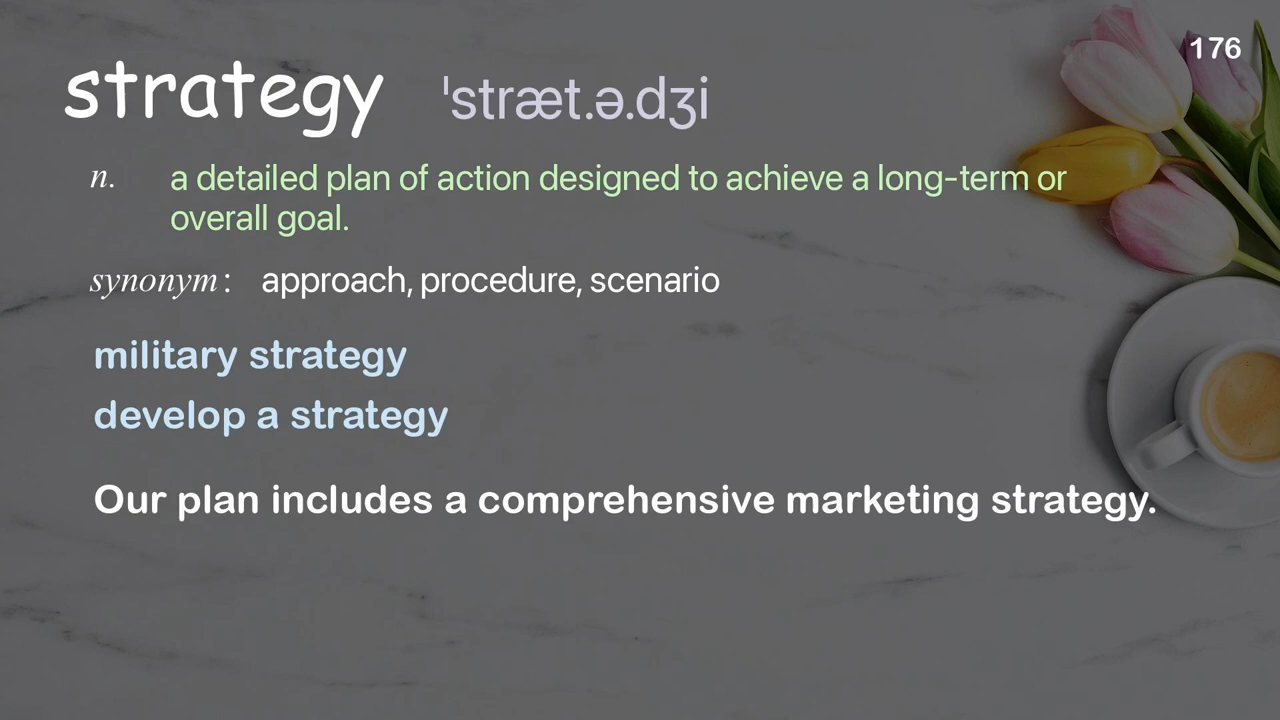 176
strategy ˈstræt.ə.dʒi
n. a detailed plan of action designed to achieve a long-term or
overall goal.
synonym: approach, procedure, scenario
military strategy
develop a strategy
Our plan includes a comprehensive marketing strategy.